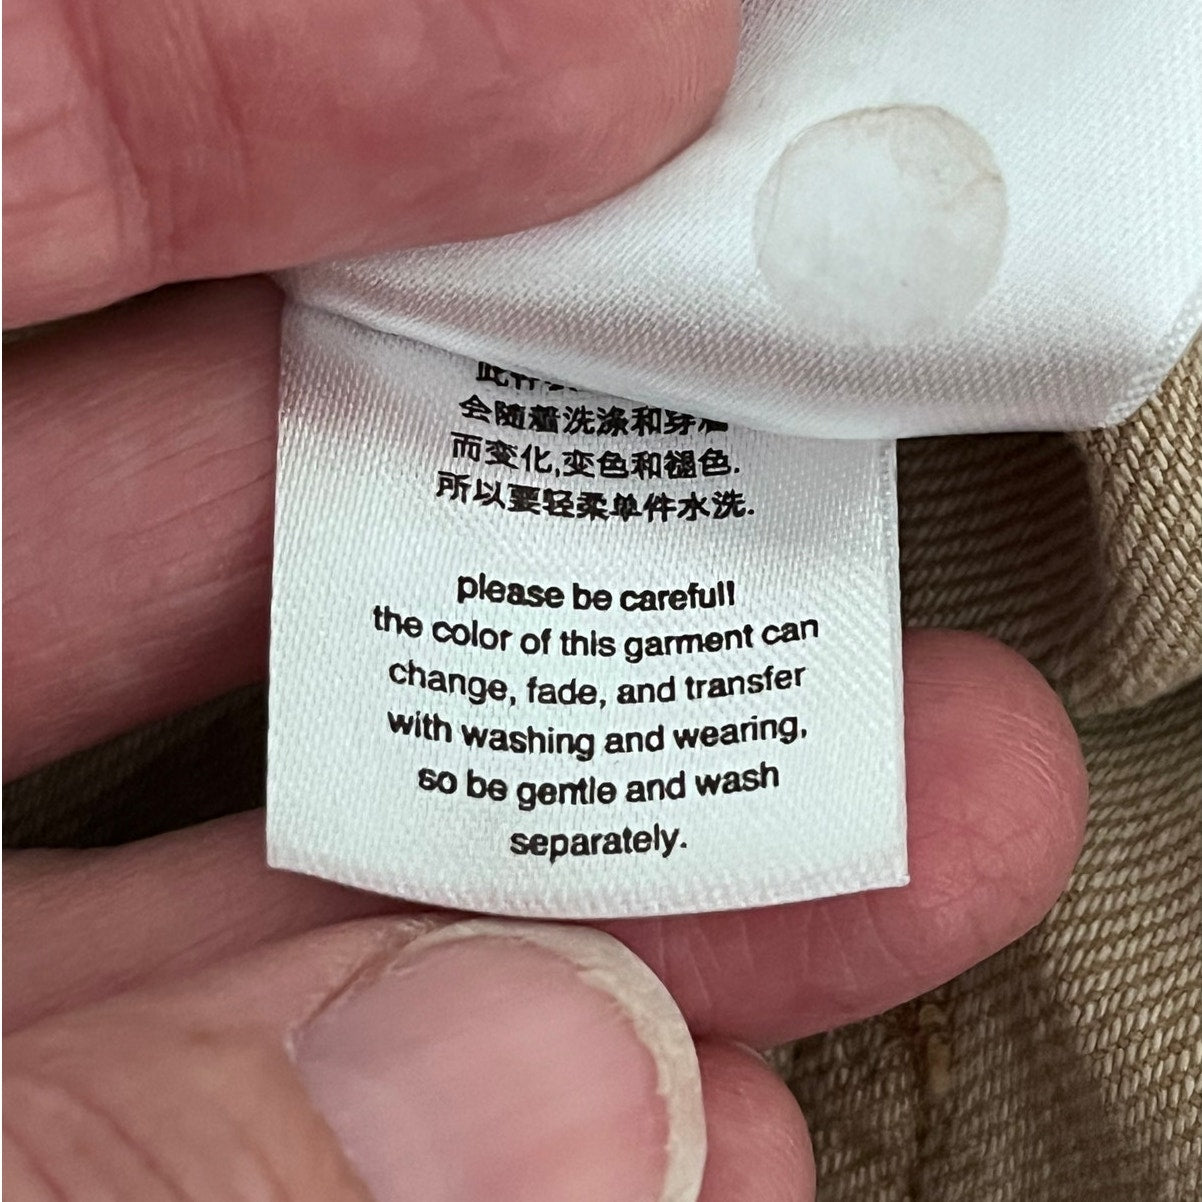 会随着洗涤和穿着
而变化,变色和褪色.
所以要轻柔单件水洗.
please be careful!
the color of this garment can
change, fade, and transfer
with washing and wearing,
so be gentle and wash
separately.